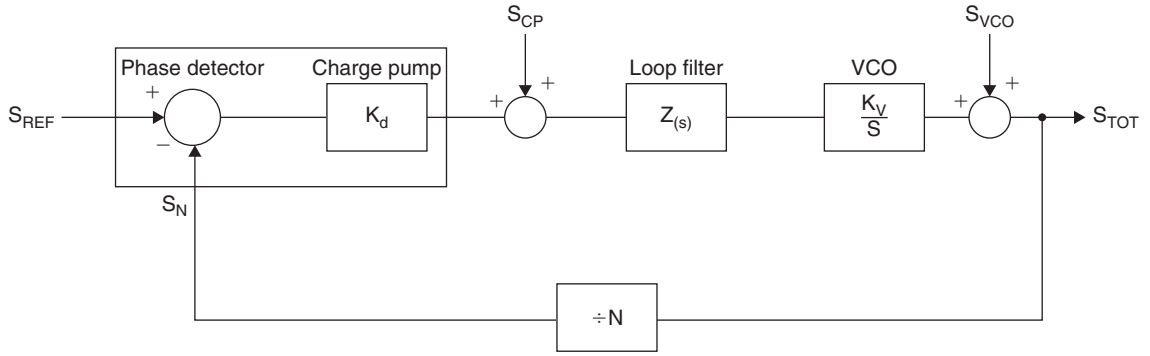 S_CP
S_VCO
Phase detector
Charge pump
Loop filter
VCO
S_REF
+
−
K_d
+
+
Z_(s)
K_V
S
+
+
S_TOT
S_N
÷N